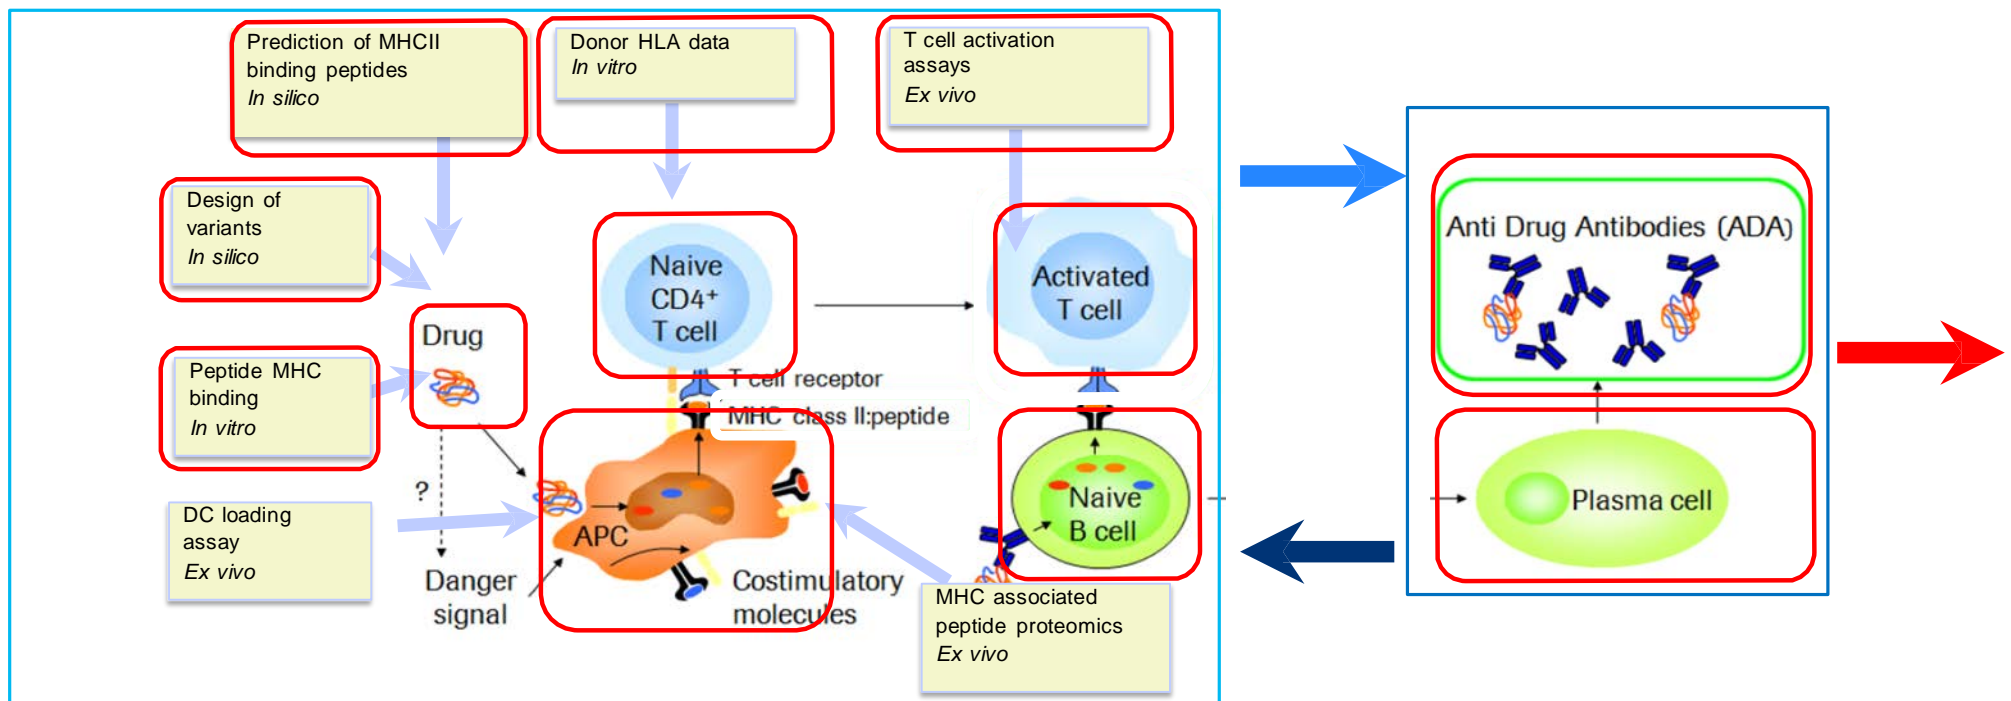 Prediction of MHCII
binding peptides
In silico
Donor HLA data
In vitro
T cell activation
assays
Ex vivo
Design of
variants
In silico
Peptide MHC
binding
In vitro
DC loading
assay
Ex vivo
Drug
?
Danger
signal
Naive
CD4⁺
T cell
T cell receptor
MHC class II:peptide
APC
Costimulatory
molecules
Activated
T cell
Naive
B cell
MHC associated
peptide proteomics
Ex vivo
Anti Drug Antibodies (ADA)
Plasma cell